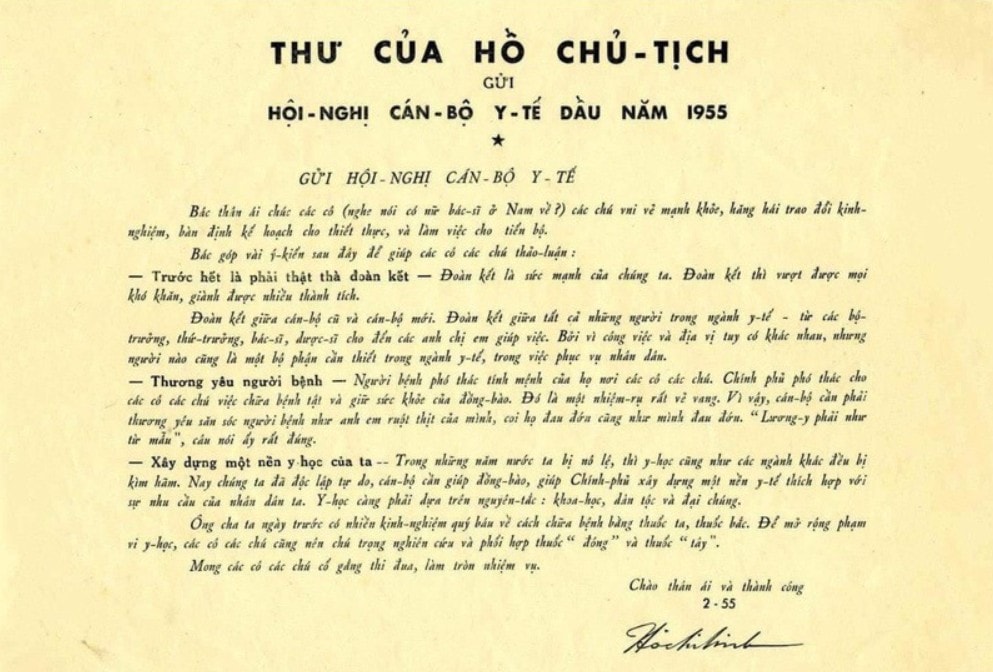 THƯ CỦA HỒ CHỦ-TỊCH
GỬI
HỘI-NGHỊ CÁN-BỘ Y-TẾ DẦU NĂM 1955
★
GỬI HỘI-NGHỊ CÁN-BỘ Y-TẾ
Bác thân ái chúc các cô (nghe nói có nữ bác-sĩ ở Nam về?) các chú vui vẻ mạnh khỏe, hăng hái trao đổi kinh-
nghiệm, bàn định kế hoạch cho thiết thực, và làm việc cho tiến bộ.
Bác góp vài ý-kiến sau đây để giúp các cô các chú thảo-luận :
— Trước hết là phải thật thà đoàn kết — Đoàn kết là sức mạnh của chúng ta. Đoàn kết thì vượt được mọi
khó khăn, giành được nhiều thành tích.
Đoàn kết giữa cán-bộ cũ và cán-bộ mới. Đoàn kết giữa tất cả những người trong ngành y-tế - từ các bộ-
trưởng, thứ-trưởng, bác-sĩ, dược-sĩ cho đến các anh chị em giúp việc. Bởi vì công việc và địa vị tuy có khác nhau, nhưng
người nào cũng là một bộ phận cần thiết trong ngành y-tế, trong việc phục vụ nhân dân.
— Thương yêu người bệnh — Người bệnh phó thác tính mệnh của họ nơi các cô các chú. Chính phủ phó thác cho
các cô các chú việc chữa bệnh tật và giữ sức khỏe của đồng-bào. Đó là một nhiệm-vụ rất vẻ vang. Vì vậy, cán-bộ cần phải
thương yêu săn sóc người bệnh như anh em ruột thịt của mình, coi họ đau đớn cũng như mình đau đớn. “Lương-y phải như
từ mẫu”, câu nói ấy rất đúng.
— Xây dựng một nền y học của ta -- Trong những năm nước ta bị nô lệ, thì y-học cũng như các ngành khác đều bị
kìm hãm. Nay chúng ta đã độc lập tự do, cán-bộ cần giúp đồng-bào, giúp Chính-phủ xây dựng một nền y-tế thích hợp với
sự nhu cầu của nhân dân ta. Y-học càng phải dựa trên nguyên-tắc : khoa-học, dân tộc và đại chúng.
Ông cha ta ngày trước có nhiều kinh-nghiệm quý báu về cách chữa bệnh bằng thuốc ta, thuốc bắc. Để mở rộng phạm
vi y-học, các cô các chú cũng nên chú trọng nghiên cứu và phối hợp thuốc “ đông” và thuốc “tây”.
Mong các cô các chú cố gắng thi đua, làm tròn nhiệm vụ.
Chào thân ái và thành công
2 - 55
Hochiminh